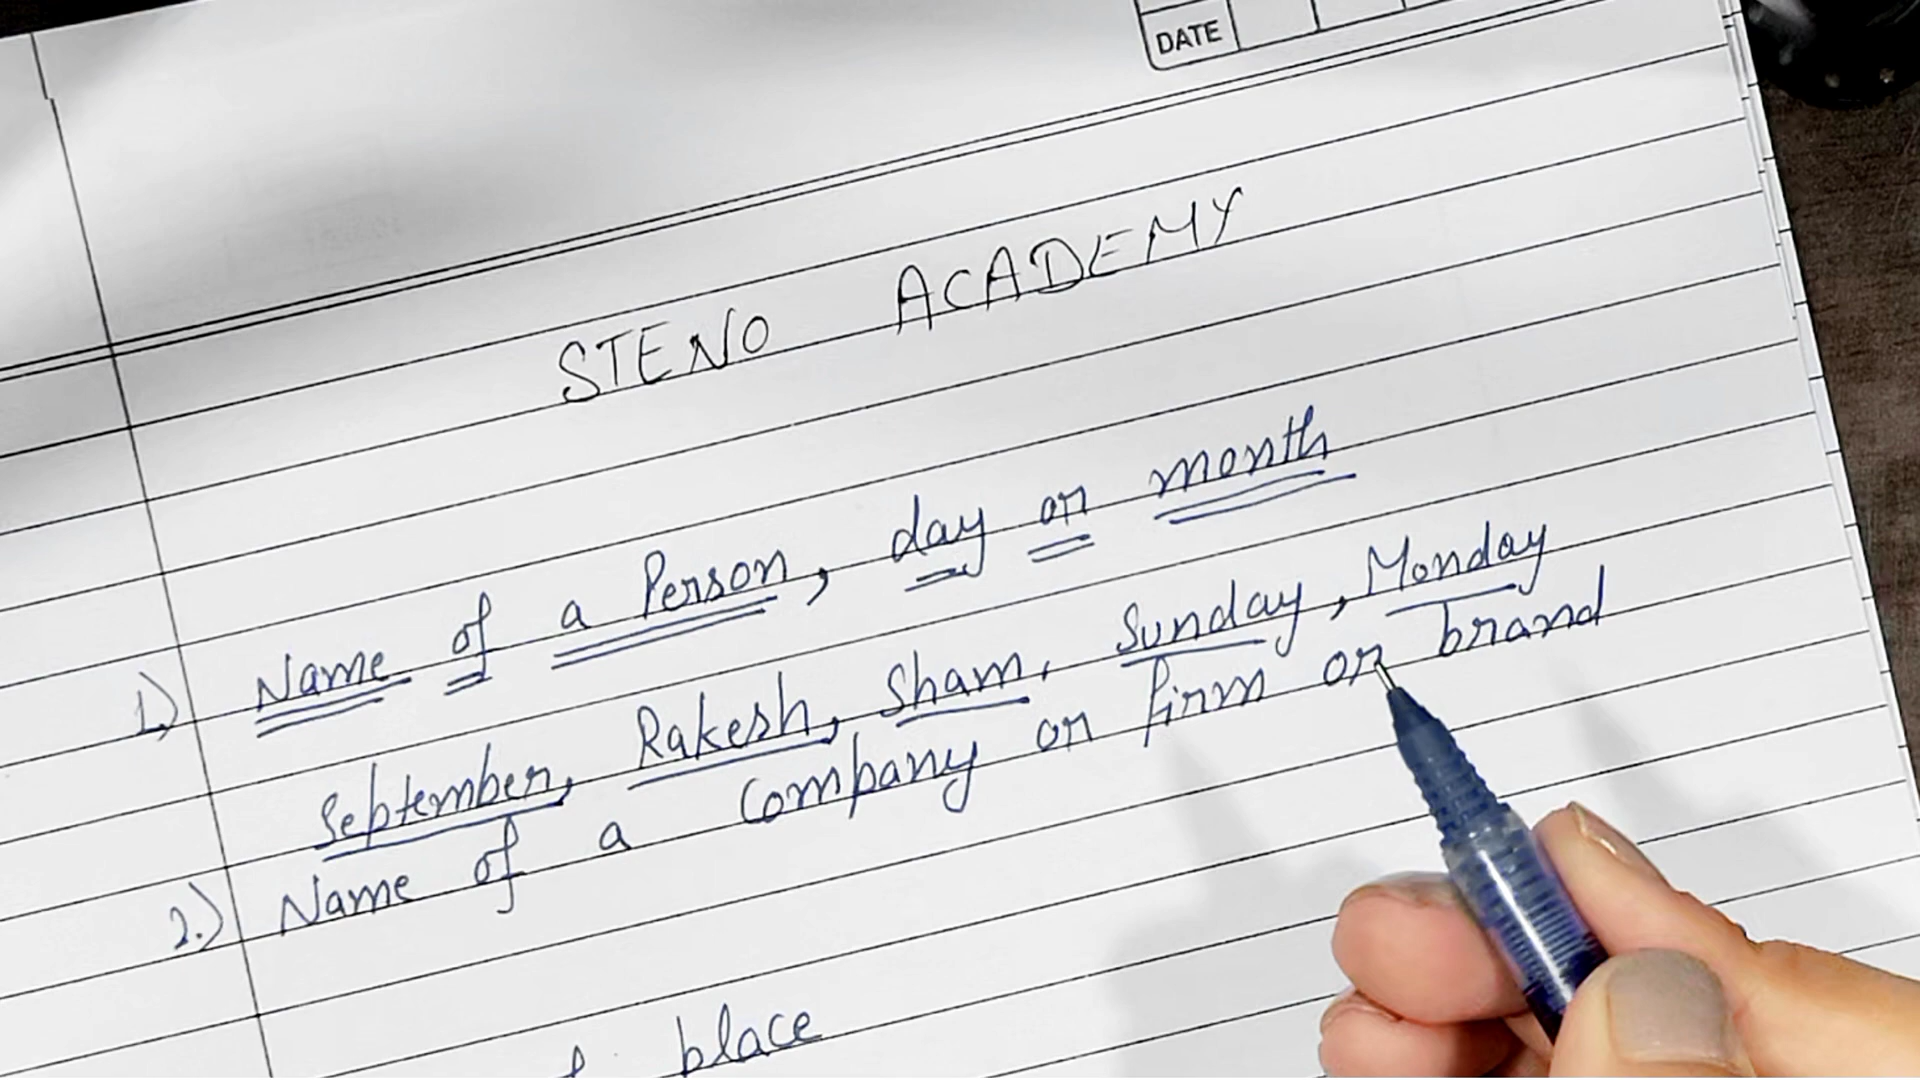 DATE
STENO ACADEMY
1.) Name of a Person, day or month
September, Rakesh, Sham, Sunday, Monday
2.) Name of a Company or firm or brand
place